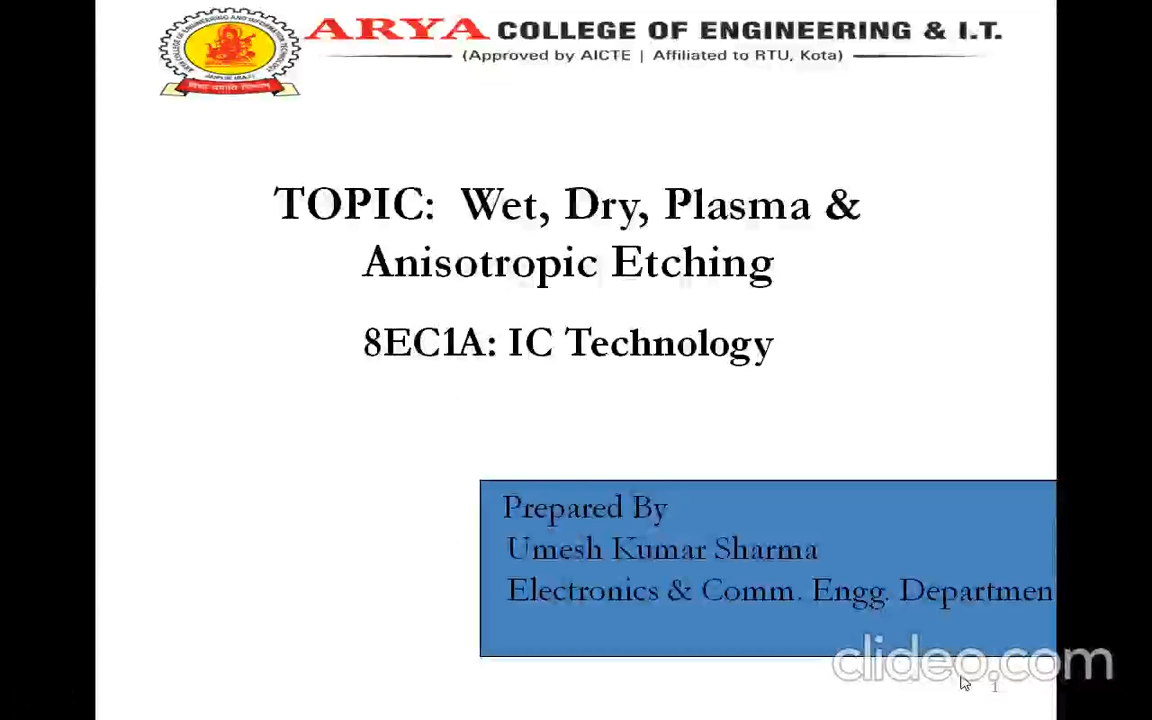 ARYA COLLEGE OF ENGINEERING & I.T.
(Approved by AICTE | Affiliated to RTU, Kota)
TOPIC: Wet, Dry, Plasma &
Anisotropic Etching
8EC1A: IC Technology
Prepared By
Umesh Kumar Sharma
Electronics & Comm. Engg. Departmen
clideo.com
1